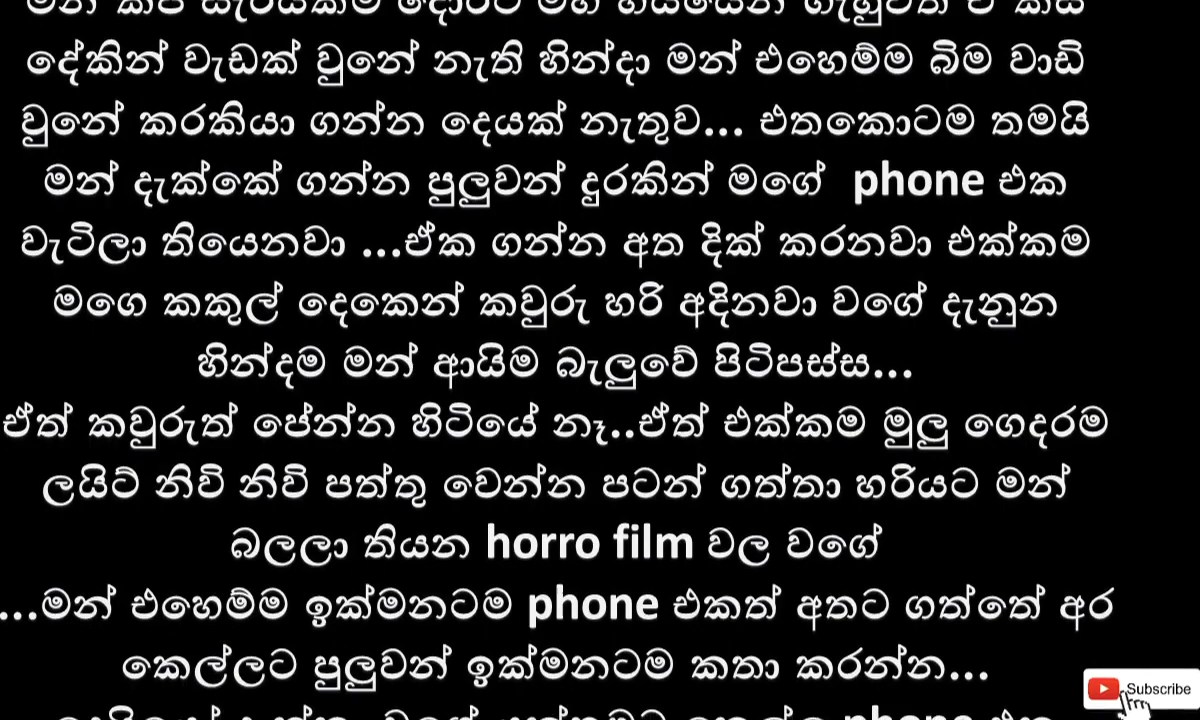 දේකින් වැඩක් වුනේ නැති හින්දා මන් එහෙම්ම බිම වාඩි
වුනේ කරකියා ගන්න දෙයක් නැතුව... එතකොටම තමයි
මන් දැක්කේ ගන්න පුලුවන් දුරකින් මගේ phone එක
වැටිලා තියෙනවා ...ඒක ගන්න අත දික් කරනවා එක්කම
මගෙ කකුල් දෙකෙන් කවුරු හරි අදිනවා වගේ දැනුන
හින්දම මන් ආයිම බැලුවේ පිටිපස්ස...
ඒත් කවුරුත් පේන්න හිටියේ නෑ..ඒත් එක්කම මුලු ගෙදරම
ලයිට් නිව් නිව් පත්තු වෙන්න පටන් ගත්තා හරියට මන්
බලලා තියන horro film වල වගේ
...මන් එහෙම්ම ඉක්මනටම phone එකත් අතට ගත්තේ අර
කෙල්ලට පුලුවන් ඉක්මනටම කතා කරන්න...
Subscribe